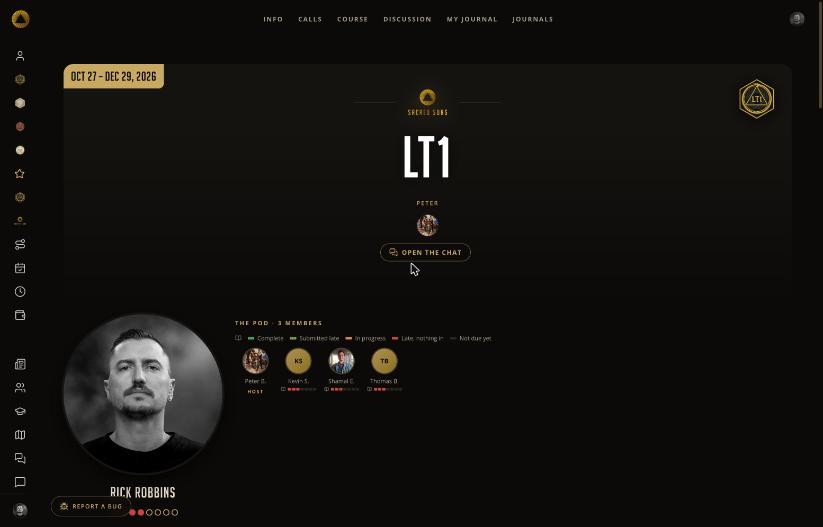 INFO CALLS COURSE DISCUSSION MY JOURNAL JOURNALS
OCT 27 – DEC 29, 2026
SACRED SONS
LT1
LT1
PETER
OPEN THE CHAT
THE POD · 3 MEMBERS
Complete Submitted late In progress Late, nothing in Not due yet
KS TB
Peter D. Kevin S. Shamal E. Thomas D.
HOST
RICK ROBBINS
REPORT A BUG